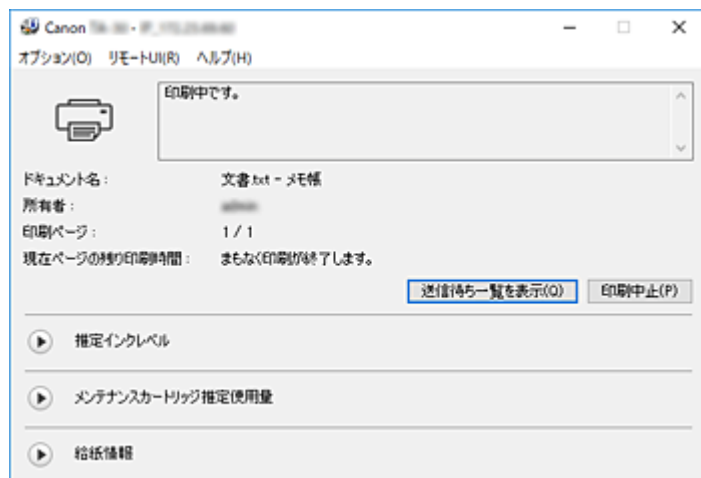 Canon
オプション(O) リモートUI(R) ヘルプ(H)
印刷中です。
ドキュメント名： 文書.txt - メモ帳
所有者：
印刷ページ： 1 / 1
現在ページの残り印刷時間： まもなく印刷が終了します。
送信待ち一覧を表示(Q) 印刷中止(P)
推定インクレベル
メンテナンスカートリッジ推定使用量
給紙情報